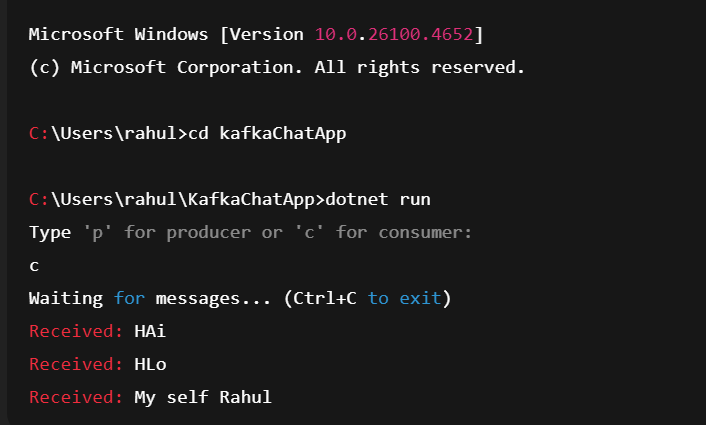 Microsoft Windows [Version 10.0.26100.4652]
(c) Microsoft Corporation. All rights reserved.
C:\Users\rahul>cd kafkaChatApp
C:\Users\rahul\KafkaChatApp>dotnet run
Type 'p' for producer or 'c' for consumer:
c
Waiting for messages... (Ctrl+C to exit)
Received: HAi
Received: HLo
Received: My self Rahul